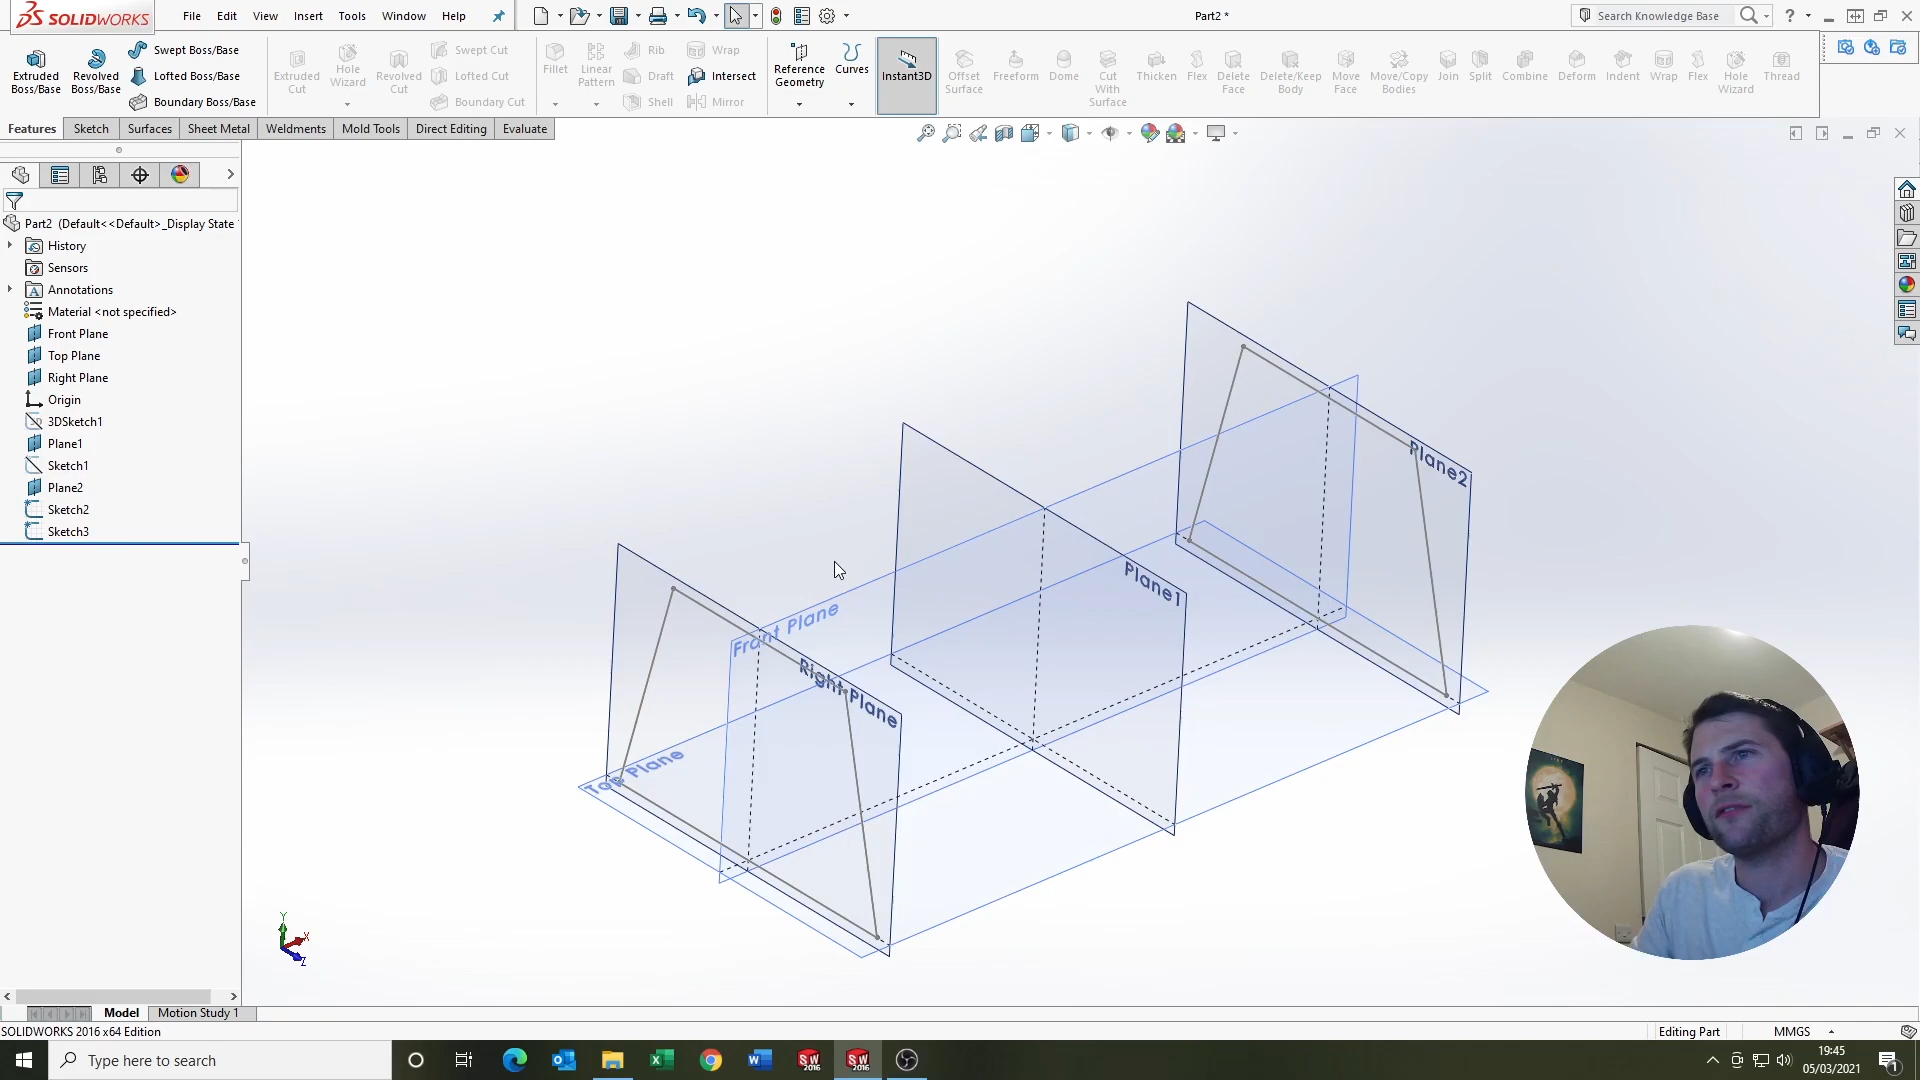 SOLIDWORKS
File Edit View Insert Tools Window Help
Part2 *
Search Knowledge Base
Extruded Boss/Base
Revolved Boss/Base
Swept Boss/Base
Lofted Boss/Base
Boundary Boss/Base
Extruded Cut
Hole Wizard
Revolved Cut
Swept Cut
Lofted Cut
Boundary Cut
Fillet
Linear Pattern
Rib
Draft
Shell
Wrap
Intersect
Mirror
Reference Geometry
Curves
Instant3D
Offset Surface
Freeform
Dome
Cut With Surface
Thicken
Flex
Delete Face
Delete/Keep Body
Move Face
Move/Copy Bodies
Join
Split
Combine
Deform
Indent
Wrap
Flex
Hole Wizard
Thread
Features Sketch Surfaces Sheet Metal Weldments Mold Tools Direct Editing Evaluate
Part2 (Default<<Default>_Display State
History
Sensors
Annotations
Material <not specified>
Front Plane
Top Plane
Right Plane
Origin
3DSketch1
Plane1
Sketch1
Plane2
Sketch2
Sketch3
Plane2
Plane1
Front Plane
Right Plane
Top Plane
Y
X
Z
Model Motion Study 1
SOLIDWORKS 2016 x64 Edition
Editing Part
MMGS
Type here to search
SW 2016
SW 2016
19:45
05/03/2021
1